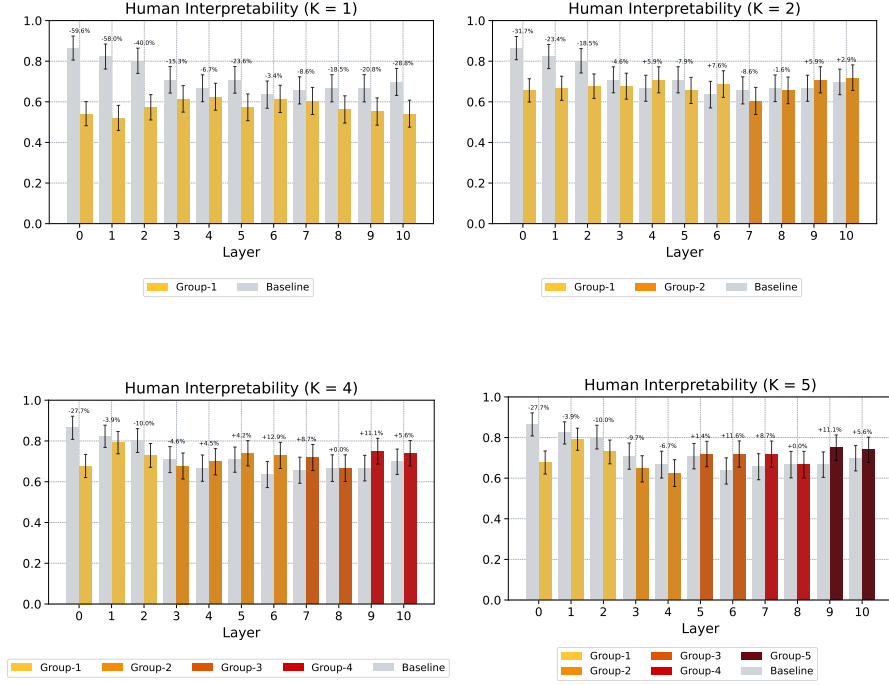 Human Interpretability (K = 1)
1.0
0.8
0.6
0.4
0.2
0.0
-59.6% -58.0% -40.0% -15.3% -6.7% -23.6% -3.4% -8.6% -18.5% -20.8% -28.8%
0 1 2 3 4 5 6 7 8 9 10
Layer
Group-1 Baseline
Human Interpretability (K = 2)
1.0
0.8
0.6
0.4
0.2
0.0
-31.7% -23.4% -18.5% -4.6% +5.9% -7.9% +7.6% -8.6% -1.6% +5.9% +2.9%
0 1 2 3 4 5 6 7 8 9 10
Layer
Group-1 Group-2 Baseline
Human Interpretability (K = 4)
1.0
0.8
0.6
0.4
0.2
0.0
-27.7% -3.9% -10.0% -4.6% +4.5% +4.2% +12.9% +8.7% +0.0% +11.1% +5.6%
0 1 2 3 4 5 6 7 8 9 10
Layer
Group-1 Group-2 Group-3 Group-4 Baseline
Human Interpretability (K = 5)
1.0
0.8
0.6
0.4
0.2
0.0
-27.7% -3.9% -10.0% -9.7% -6.7% +1.4% +11.6% +8.7% +0.0% +11.1% +5.6%
0 1 2 3 4 5 6 7 8 9 10
Layer
Group-1 Group-3 Group-5
Group-2 Group-4 Baseline